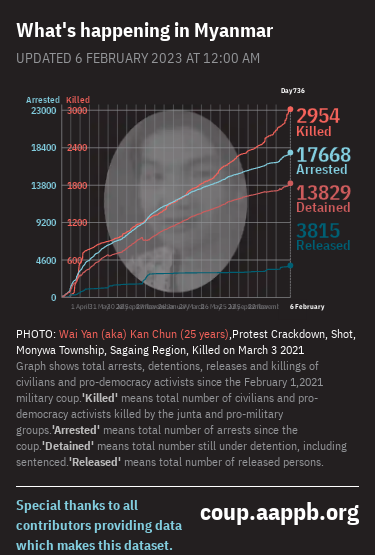 What's happening in Myanmar
UPDATED 6 FEBRUARY 2023 AT 12:00 AM
Day736
Arrested Killed
23000 3000
2954
Killed
18400 2400
17668
Arrested
13800 1800
13829
Detained
9200 1200
3815
Released
4600 600
0
6 February
PHOTO: Wai Yan (aka) Kan Chun (25 years),Protest Crackdown, Shot,
Monywa Township, Sagaing Region, Killed on March 3 2021
Graph shows total arrests, detentions, releases and killings of
civilians and pro-democracy activists since the February 1,2021
military coup.'Killed' means total number of civilians and pro-
democracy activists killed by the junta and pro-military
groups.'Arrested' means total number of arrests since the
coup.'Detained' means total number still under detention, including
sentenced.'Released' means total number of released persons.
Special thanks to all
contributors providing data
which makes this dataset.
coup.aappb.org